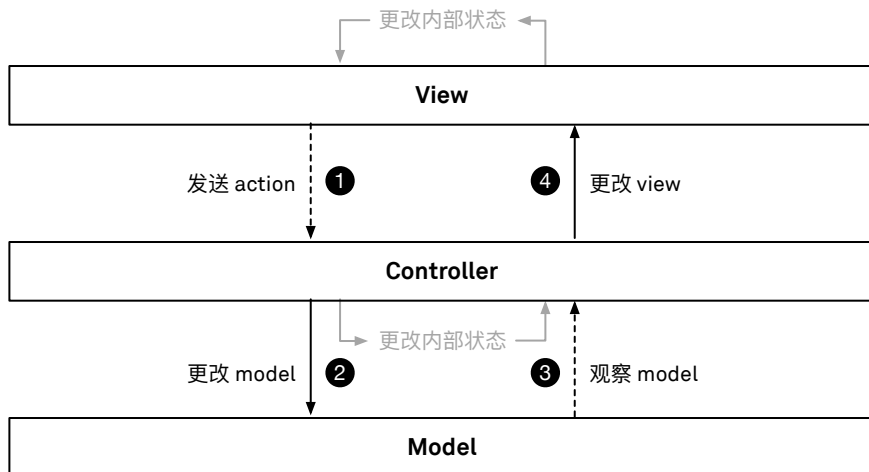 更改内部状态
View
发送 action 1
4 更改 view
Controller
更改内部状态
更改 model 2
3 观察 model
Model